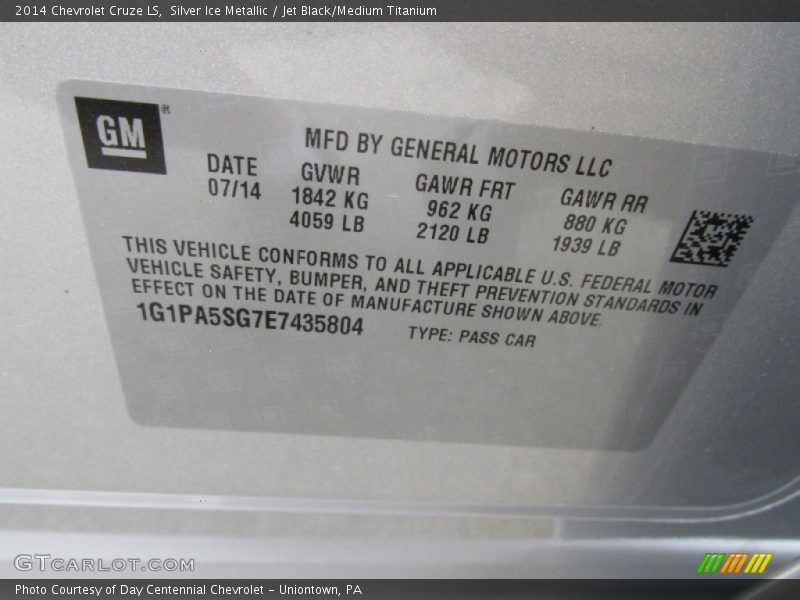 2014 Chevrolet Cruze LS,  Silver Ice Metallic / Jet Black/Medium Titanium
GM®
MFD BY GENERAL MOTORS LLC
DATE GVWR GAWR FRT GAWR RR
07/14 1842 KG 962 KG 880 KG
4059 LB 2120 LB 1939 LB
THIS VEHICLE CONFORMS TO ALL APPLICABLE U.S. FEDERAL MOTOR
VEHICLE SAFETY, BUMPER, AND THEFT PREVENTION STANDARDS IN
EFFECT ON THE DATE OF MANUFACTURE SHOWN ABOVE.
1G1PA5SG7E7435804 TYPE: PASS CAR
GTCARLOT.COM
Photo Courtesy of Day Centennial Chevrolet – Uniontown, PA